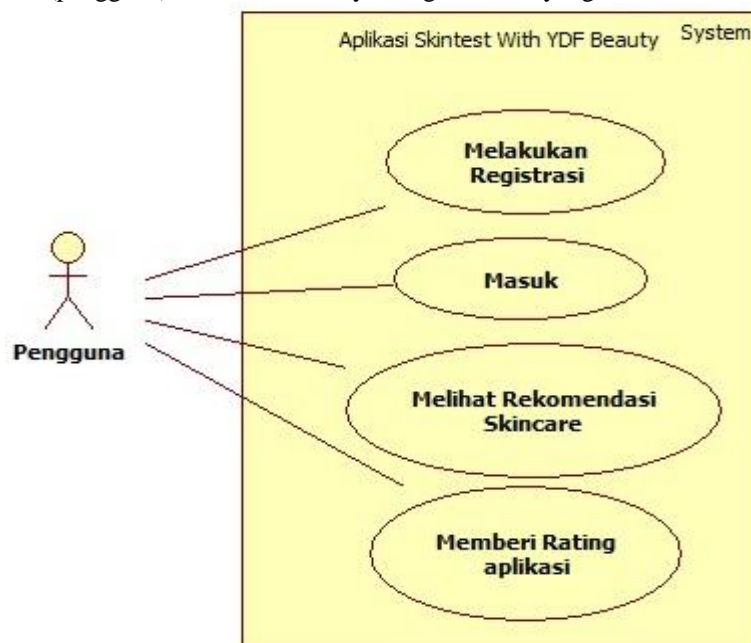 Aplikasi Skintest With YDF Beauty
System
Melakukan
Registrasi
Masuk
Pengguna
Melihat Rekomendasi
Skincare
Memberi Rating
aplikasi